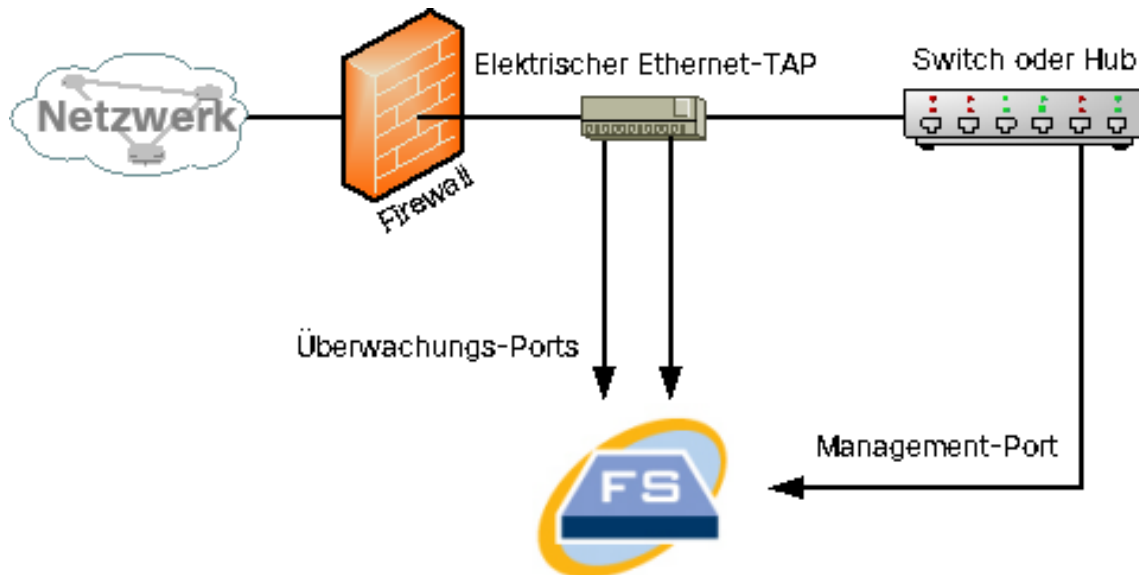 Elektrischer Ethernet-TAP
Switch oder Hub
Netzwerk
Firewall
Überwachungs-Ports
Management-Port
FS